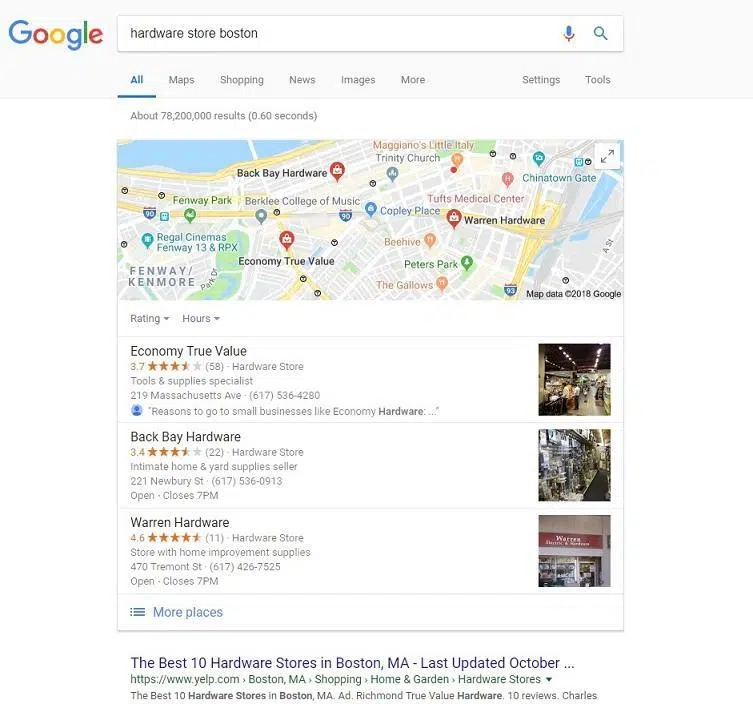 Google
hardware store boston
All Maps Shopping News Images More Settings Tools
About 78,200,000 results (0.60 seconds)
Maggiano's Little Italy
Trinity Church
Back Bay Hardware
Chinatown Gate
Fenway Park
Berklee College of Music
Tufts Medical Center
90
90
Copley Place
Warren Hardware
Regal Cinemas
Fenway 13 & RPX
Beehive
A St
Economy True Value
Peters Park
FENWAY/
KENMORE
Park Dr
The Gallows
93
Map data ©2018 Google
Rating Hours
Economy True Value
3.7 (58) · Hardware Store
Tools & supplies specialist
219 Massachusetts Ave · (617) 536-4280
"Reasons to go to small businesses like Economy Hardware: ..."
Back Bay Hardware
3.4 (22) · Hardware Store
Intimate home & yard supplies seller
221 Newbury St · (617) 536-0913
Open · Closes 7PM
Warren Hardware
4.6 (11) · Hardware Store
Store with home improvement supplies
470 Tremont St · (617) 426-7525
Open · Closes 7PM
Warren
Electric & Hardware
More places
The Best 10 Hardware Stores in Boston, MA - Last Updated October ...
https://www.yelp.com › Boston, MA › Shopping › Home & Garden › Hardware Stores
The Best 10 Hardware Stores in Boston, MA. Ad. Richmond True Value Hardware. 10 reviews. Charles